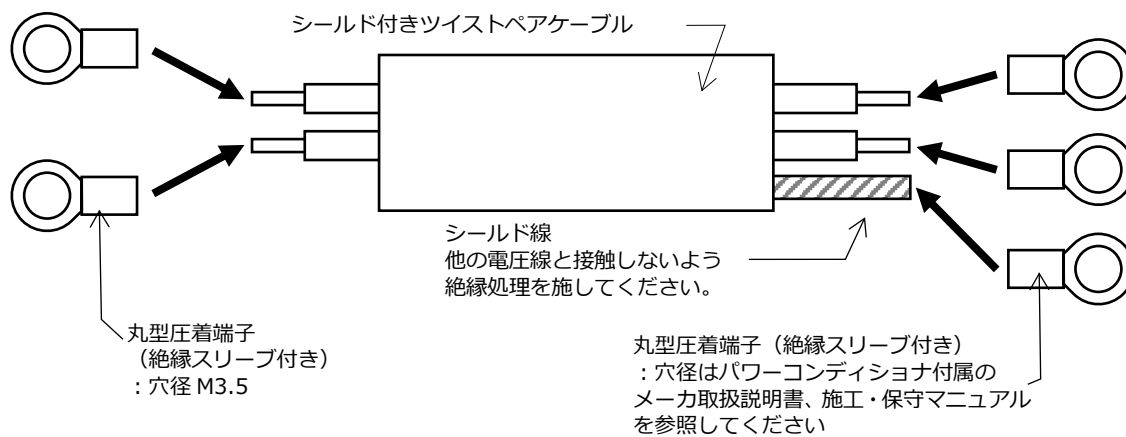 シールド付きツイストペアケーブル
シールド線
他の電圧線と接触しないよう
絶縁処理を施してください。
丸型圧着端子
（絶縁スリーブ付き）
：穴径 M3.5
丸型圧着端子（絶縁スリーブ付き）
：穴径はパワーコンディショナ付属の
メーカ取扱説明書、施工・保守マニュアル
を参照してください